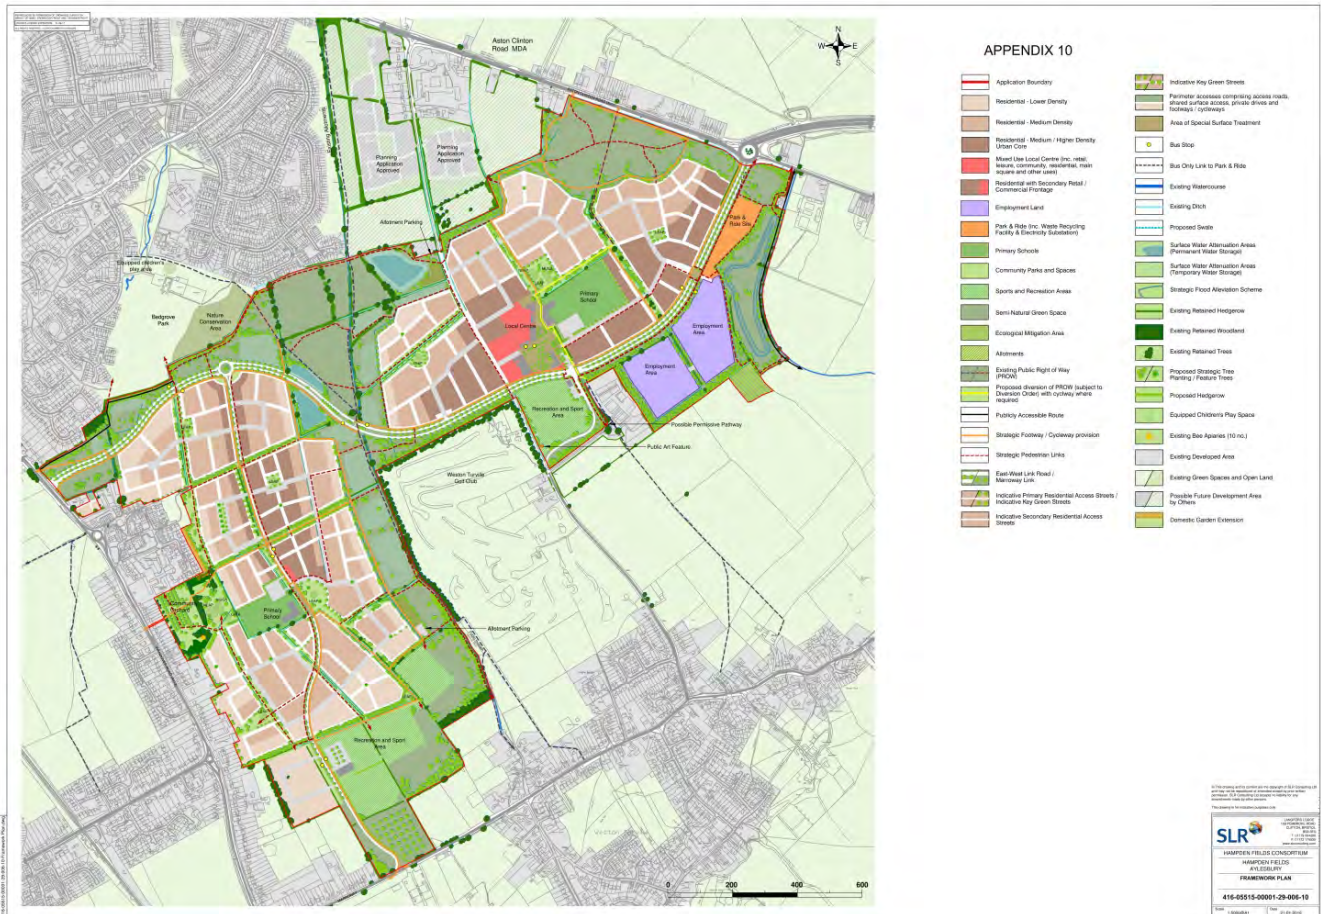 Aston Clinton
Road MDA
N
W E
S
Planning
Application
Approved
Planning
Application
Approved
Allotment Parking
Equipped children's
play area
Bedgrove
Park
Nature
Conservation
Area
Park &
Ride Site
Primary
School
Local Centre
Employment
Area
Employment
Area
Recreation and Sport
Area
Possible Permissive Pathway
Public Art Feature
Weston Turville
Golf Club
Primary
School
Allotment Parking
Recreation and Sport
Area
0 200 400 600
APPENDIX 10
Application Boundary
Residential - Lower Density
Residential - Medium Density
Residential - Medium / Higher Density
Urban Core
Mixed Use Local Centre (inc. retail,
leisure, community, residential, main
square and other uses)
Residential with Secondary Retail /
Commercial Frontage
Employment Land
Park & Ride (inc. Waste Recycling
Facility & Electricity Substation)
Primary Schools
Community Parks and Spaces
Sports and Recreation Areas
Semi-Natural Green Space
Ecological Mitigation Area
Allotments
Existing Public Right of Way
(PROW)
Proposed diversion of PROW (subject to
Diversion Order) with cycleway where
required
Publicly Accessible Route
Strategic Footway / Cycleway provision
Strategic Pedestrian Links
East-West Link Road /
Marroway Link
Indicative Primary Residential Access Streets /
Indicative Key Green Streets
Indicative Secondary Residential Access
Streets
Indicative Key Green Streets
Perimeter accesses comprising access roads,
shared surface access, private drives and
footways / cycleways
Area of Special Surface Treatment
Bus Stop
Bus Only Link to Park & Ride
Existing Watercourse
Existing Ditch
Proposed Swale
Surface Water Attenuation Areas
(Permanent Water Storage)
Surface Water Attenuation Areas
(Temporary Water Storage)
Strategic Flood Alleviation Scheme
Existing Retained Hedgerow
Existing Retained Woodland
Existing Retained Trees
Proposed Strategic Tree
Planting / Feature Trees
Proposed Hedgerow
Equipped Children's Play Space
Existing Bee Apiaries (10 no.)
Existing Developed Area
Existing Green Spaces and Open Land
Possible Future Development Area
by Others
Domestic Garden Extension
SLR
HAMPDEN FIELDS CONSORTIUM
HAMPDEN FIELDS
AYLESBURY
FRAMEWORK PLAN
416-05515-00001-29-006-10